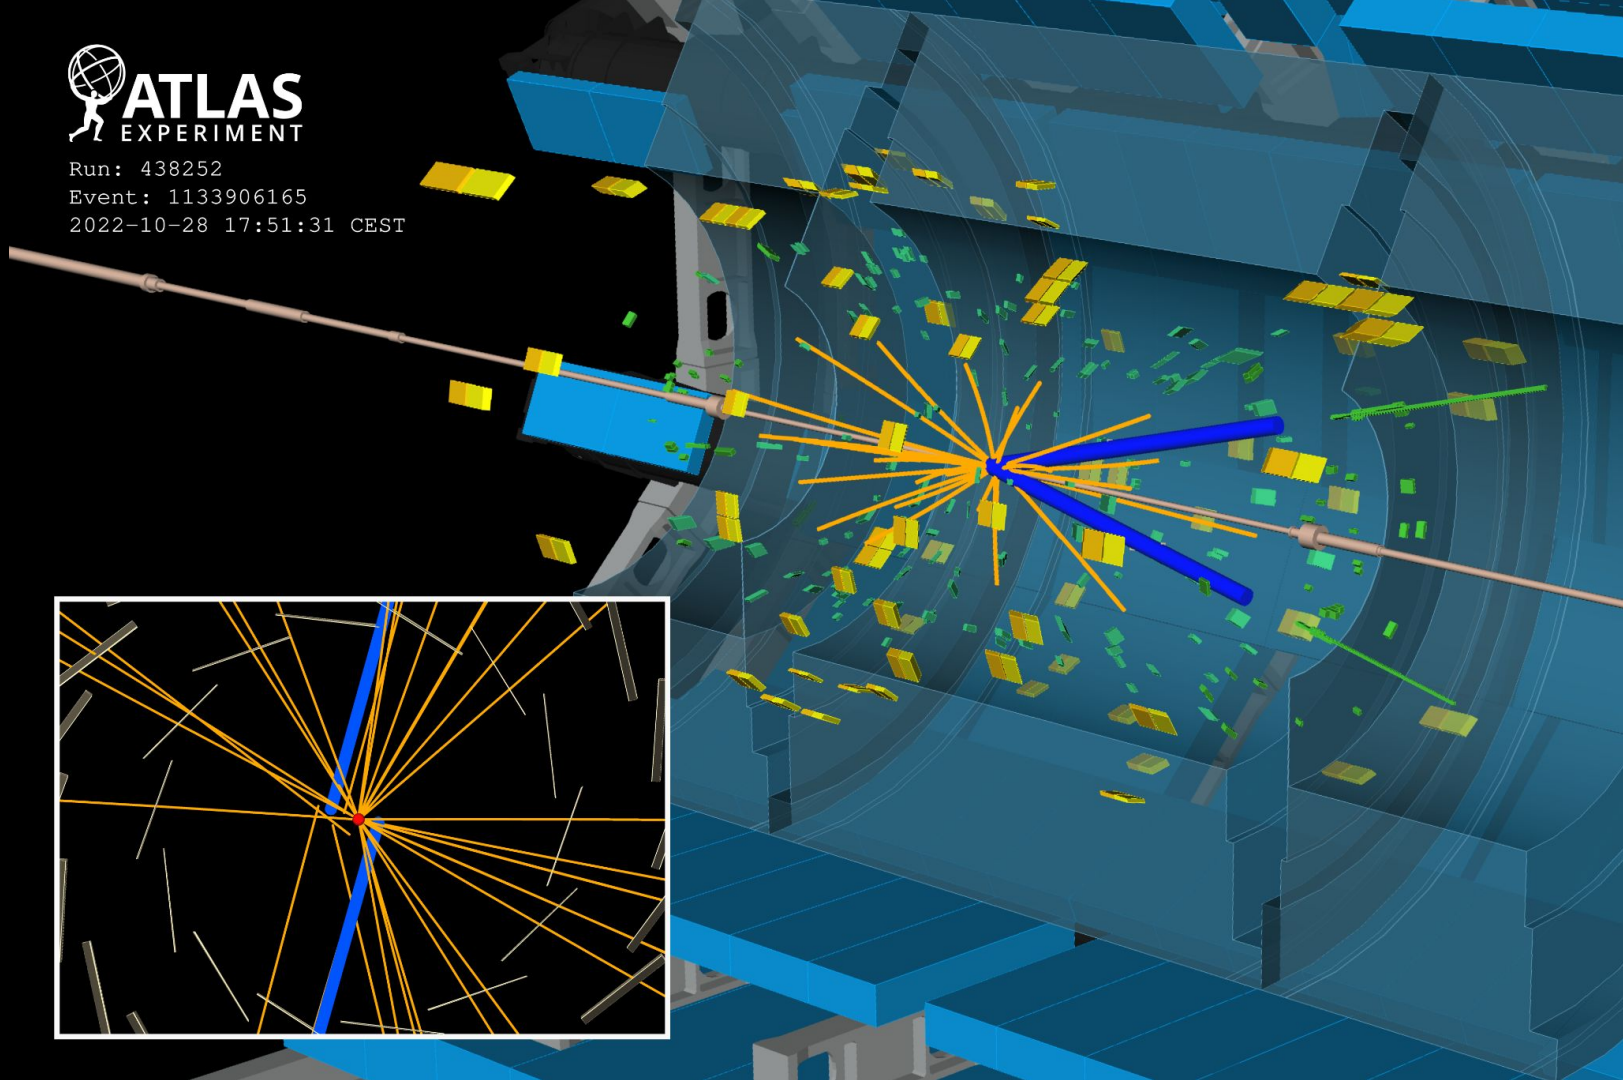 ATLAS
EXPERIMENT
Run: 438252
Event: 1133906165
2022-10-28 17:51:31 CEST